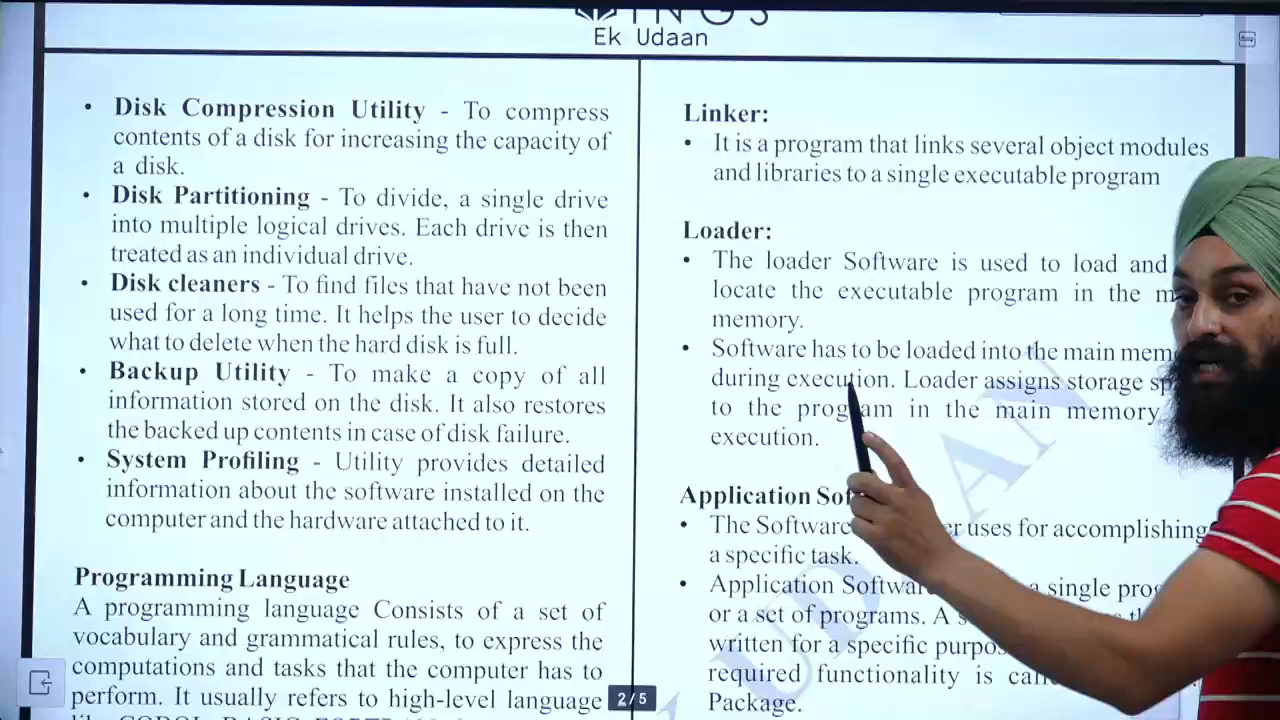 INGS
Ek Udaan
• Disk Compression Utility - To compress
contents of a disk for increasing the capacity of
a disk.
• Disk Partitioning - To divide, a single drive
into multiple logical drives. Each drive is then
treated as an individual drive.
• Disk cleaners - To find files that have not been
used for a long time. It helps the user to decide
what to delete when the hard disk is full.
• Backup Utility - To make a copy of all
information stored on the disk. It also restores
the backed up contents in case of disk failure.
• System Profiling - Utility provides detailed
information about the software installed on the
computer and the hardware attached to it.
Programming Language
A programming language Consists of a set of
vocabulary and grammatical rules, to express the
computations and tasks that the computer has to
perform. It usually refers to high-level language
Linker:
• It is a program that links several object modules
and libraries to a single executable program
Loader:
• The loader Software is used to load and
locate the executable program in the
memory.
• Software has to be loaded into the main
during execution. Loader assigns storage
to the program in the main memory
execution.
Application
• The Software uses for accomplishing
a specific task.
• Application Software a single
or a set of programs. A
written for a specific
required functionality is
Package.
2/5
UDAAN